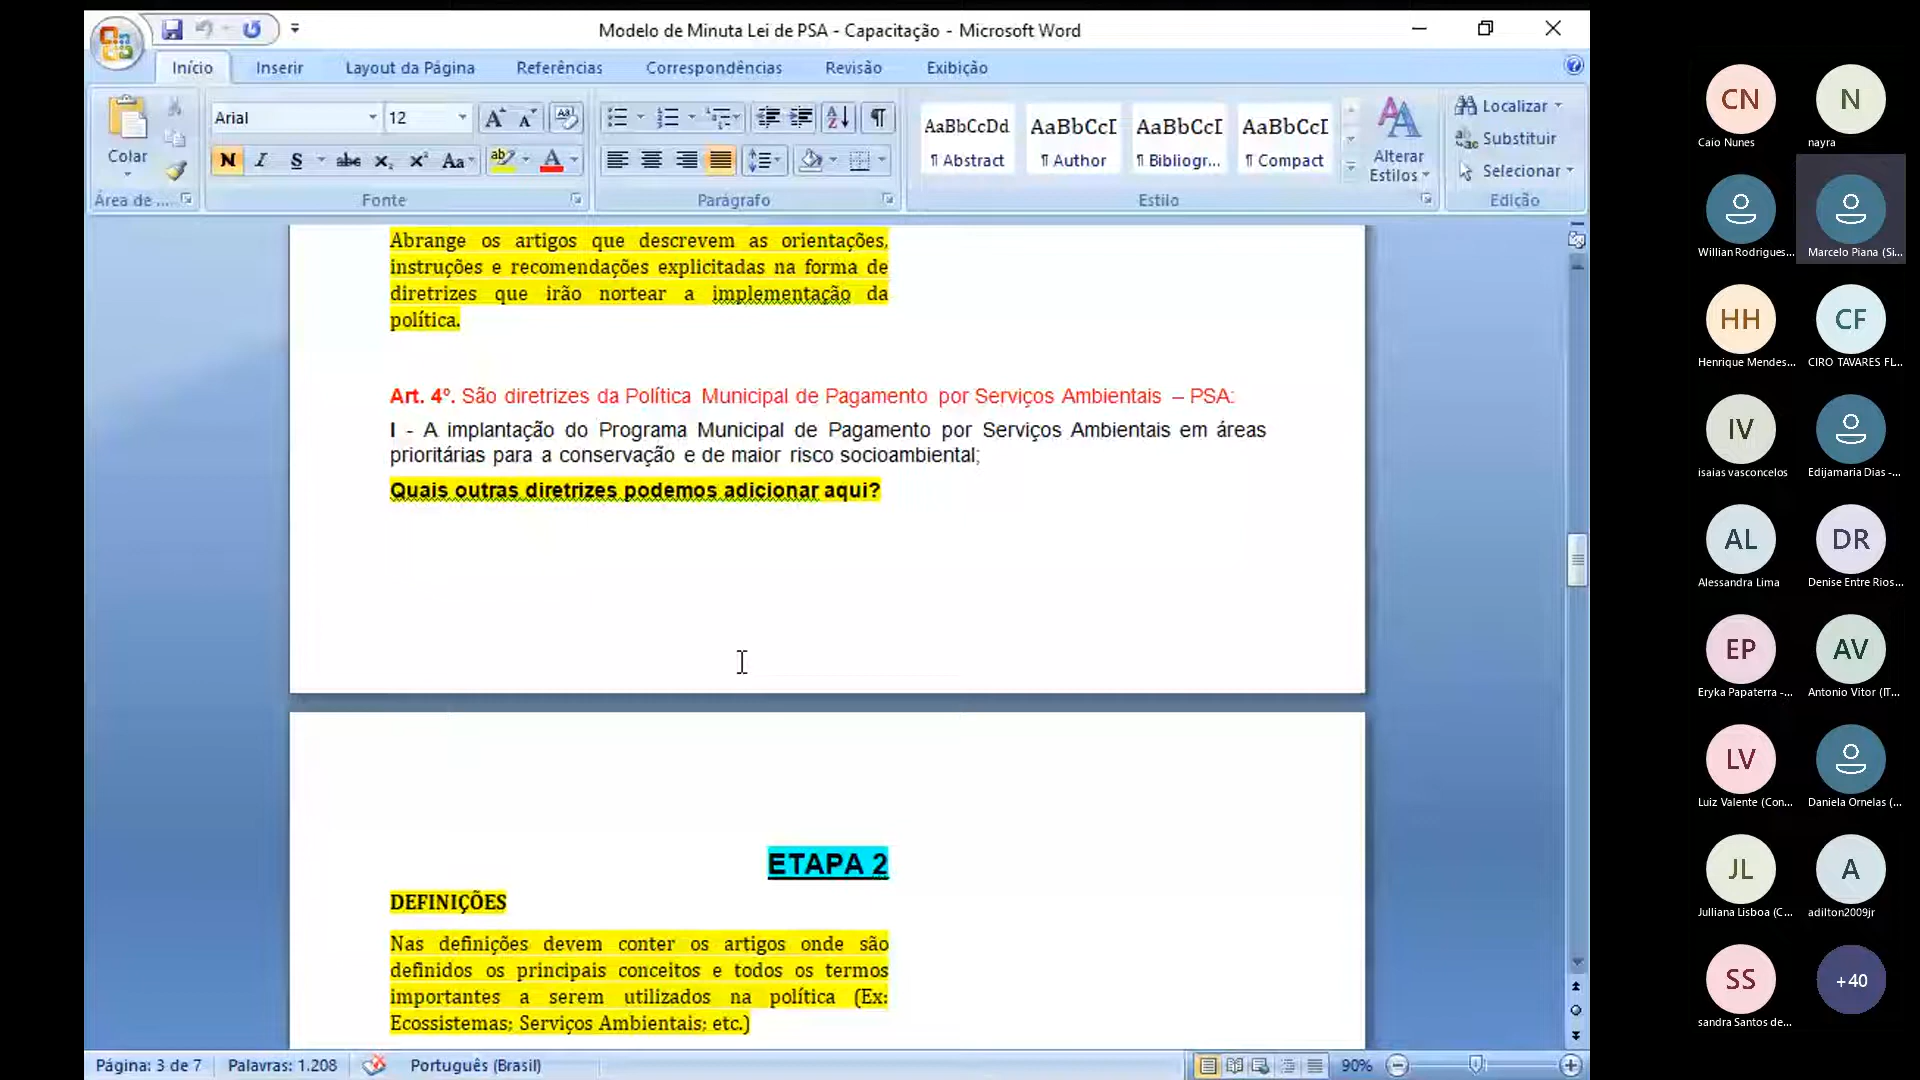 Modelo de Minuta Lei de PSA - Capacitação - Microsoft Word
Início Inserir Layout da Página Referências Correspondências Revisão Exibição
Colar
Área de ...
Arial 12
Fonte
Parágrafo
AaBbCcDd AaBbCcI AaBbCcI AaBbCcI
¶ Abstract ¶ Author ¶ Bibliogr... ¶ Compact
Alterar
Estilos
Estilo
Localizar
Substituir
Selecionar
Edição
Abrange os artigos que descrevem as orientações,
instruções e recomendações explicitadas na forma de
diretrizes que irão nortear a implementação da
política.
Art. 4º. São diretrizes da Política Municipal de Pagamento por Serviços Ambientais – PSA:
I - A implantação do Programa Municipal de Pagamento por Serviços Ambientais em áreas
prioritárias para a conservação e de maior risco socioambiental;
Quais outras diretrizes podemos adicionar aqui?
ETAPA 2
DEFINIÇÕES
Nas definições devem conter os artigos onde são
definidos os principais conceitos e todos os termos
importantes a serem utilizados na política (Ex:
Ecossistemas; Serviços Ambientais; etc.)
Página: 3 de 7 Palavras: 1.208 Português (Brasil) 90%
CN N
Caio Nunes nayra
Willian Rodrigues... Marcelo Piana (Si...
HH CF
Henrique Mendes... CIRO TAVARES FL...
IV
isaias vasconcelos Edijamaria Dias -...
AL DR
Alessandra Lima Denise Entre Rios...
EP AV
Eryka Papaterra -... Antonio Vitor (IT...
LV
Luiz Valente (Con... Daniela Ornelas (...
JL A
Julliana Lisboa (C... adilton2009jr
SS +40
sandra Santos de...